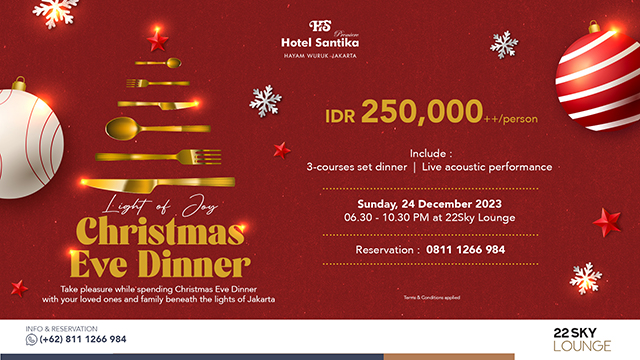 HS
Premiere
Hotel Santika
HAYAM WURUK - JAKARTA
IDR 250,000++/person
Include :
3-courses set dinner | Live acoustic performance
Sunday, 24 December 2023
06.30 - 10.30 PM at 22Sky Lounge
Reservation : 0811 1266 984
Terms & Conditions applied
Light of Joy
Christmas
Eve Dinner
Take pleasure while spending Christmas Eve Dinner
with your loved ones and family beneath the lights of Jakarta
INFO & RESERVATION
(+62) 811 1266 984
22 SKY
LOUNGE